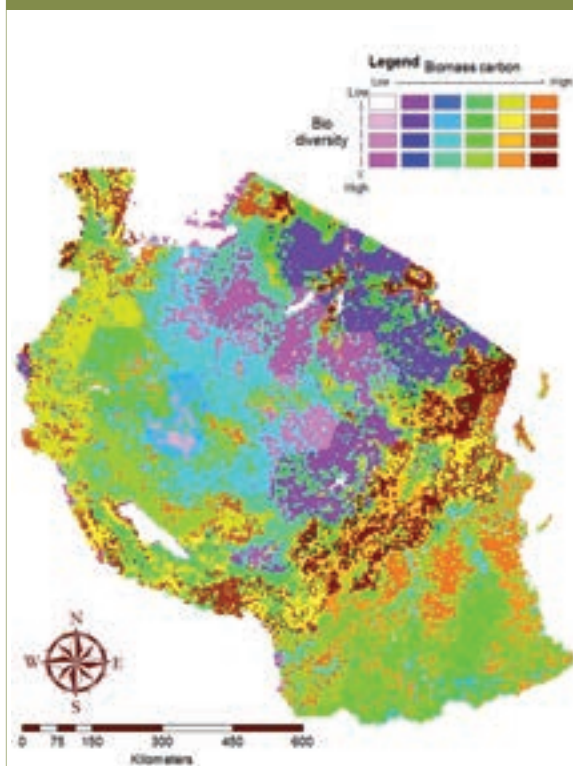 Legend Biomass carbon
Low High
Low
Bio
diversity
High
N
W E
S
0 75 150 300 450 600
Kilometers